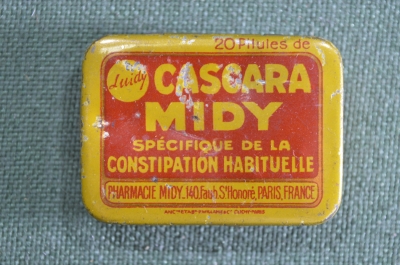 20 Pilules de
Luidy
CASCARA
MIDY
SPÉCIFIQUE DE LA
CONSTIPATION HABITUELLE
PHARMACIE MIDY.140.Faub.St Honoré, PARIS, FRANCE